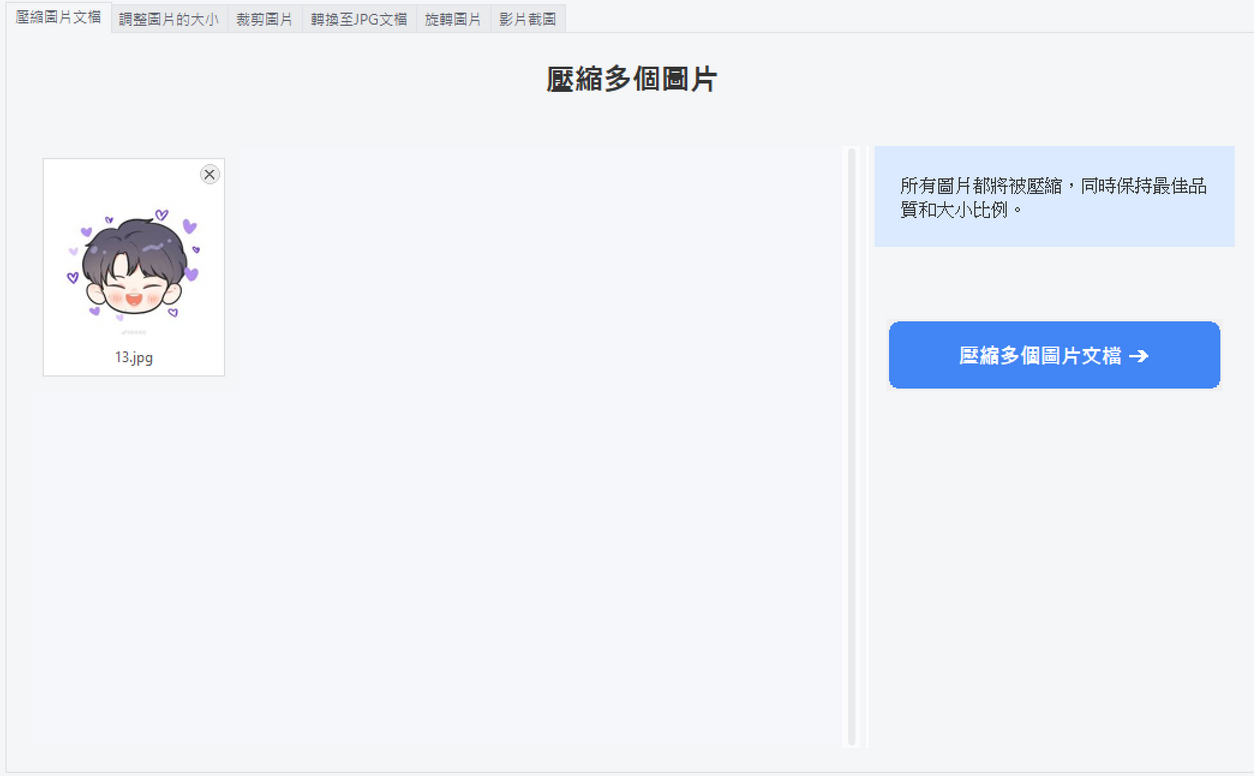 壓縮圖片文檔 調整圖片的大小 裁剪圖片 轉換至JPG文檔 旋轉圖片 影片截圖
壓縮多個圖片
所有圖片都將被壓縮，同時保持最佳品
質和大小比例。
13.jpg
壓縮多個圖片文檔 →